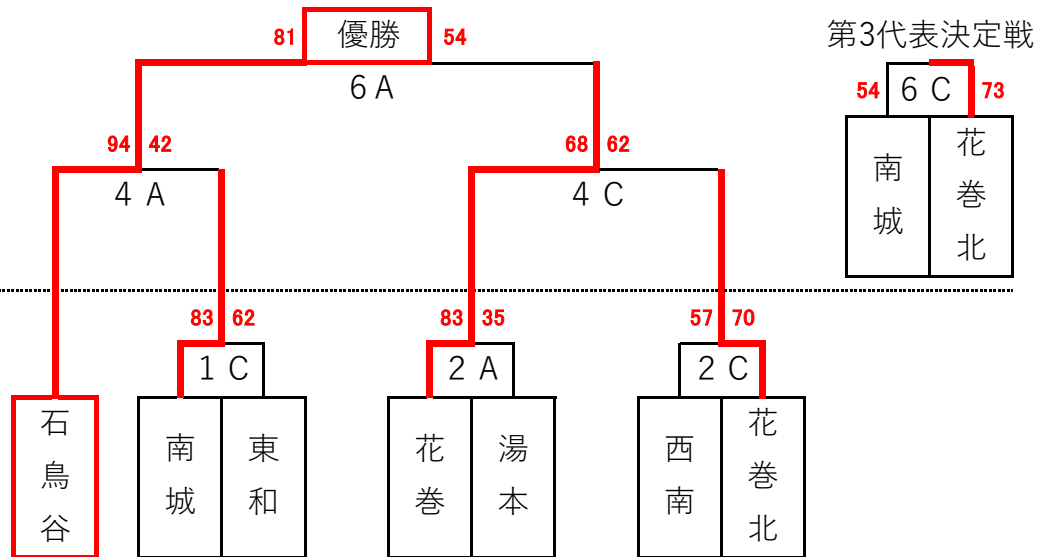 81 優勝 54
第3代表決定戦
6A
54 6C 73
南城
花巻北
94 42
68 62
4A
4C
83 62
83 35
57 70
1C
2A
2C
石鳥谷
南城
東和
花巻
湯本
西南
花巻北